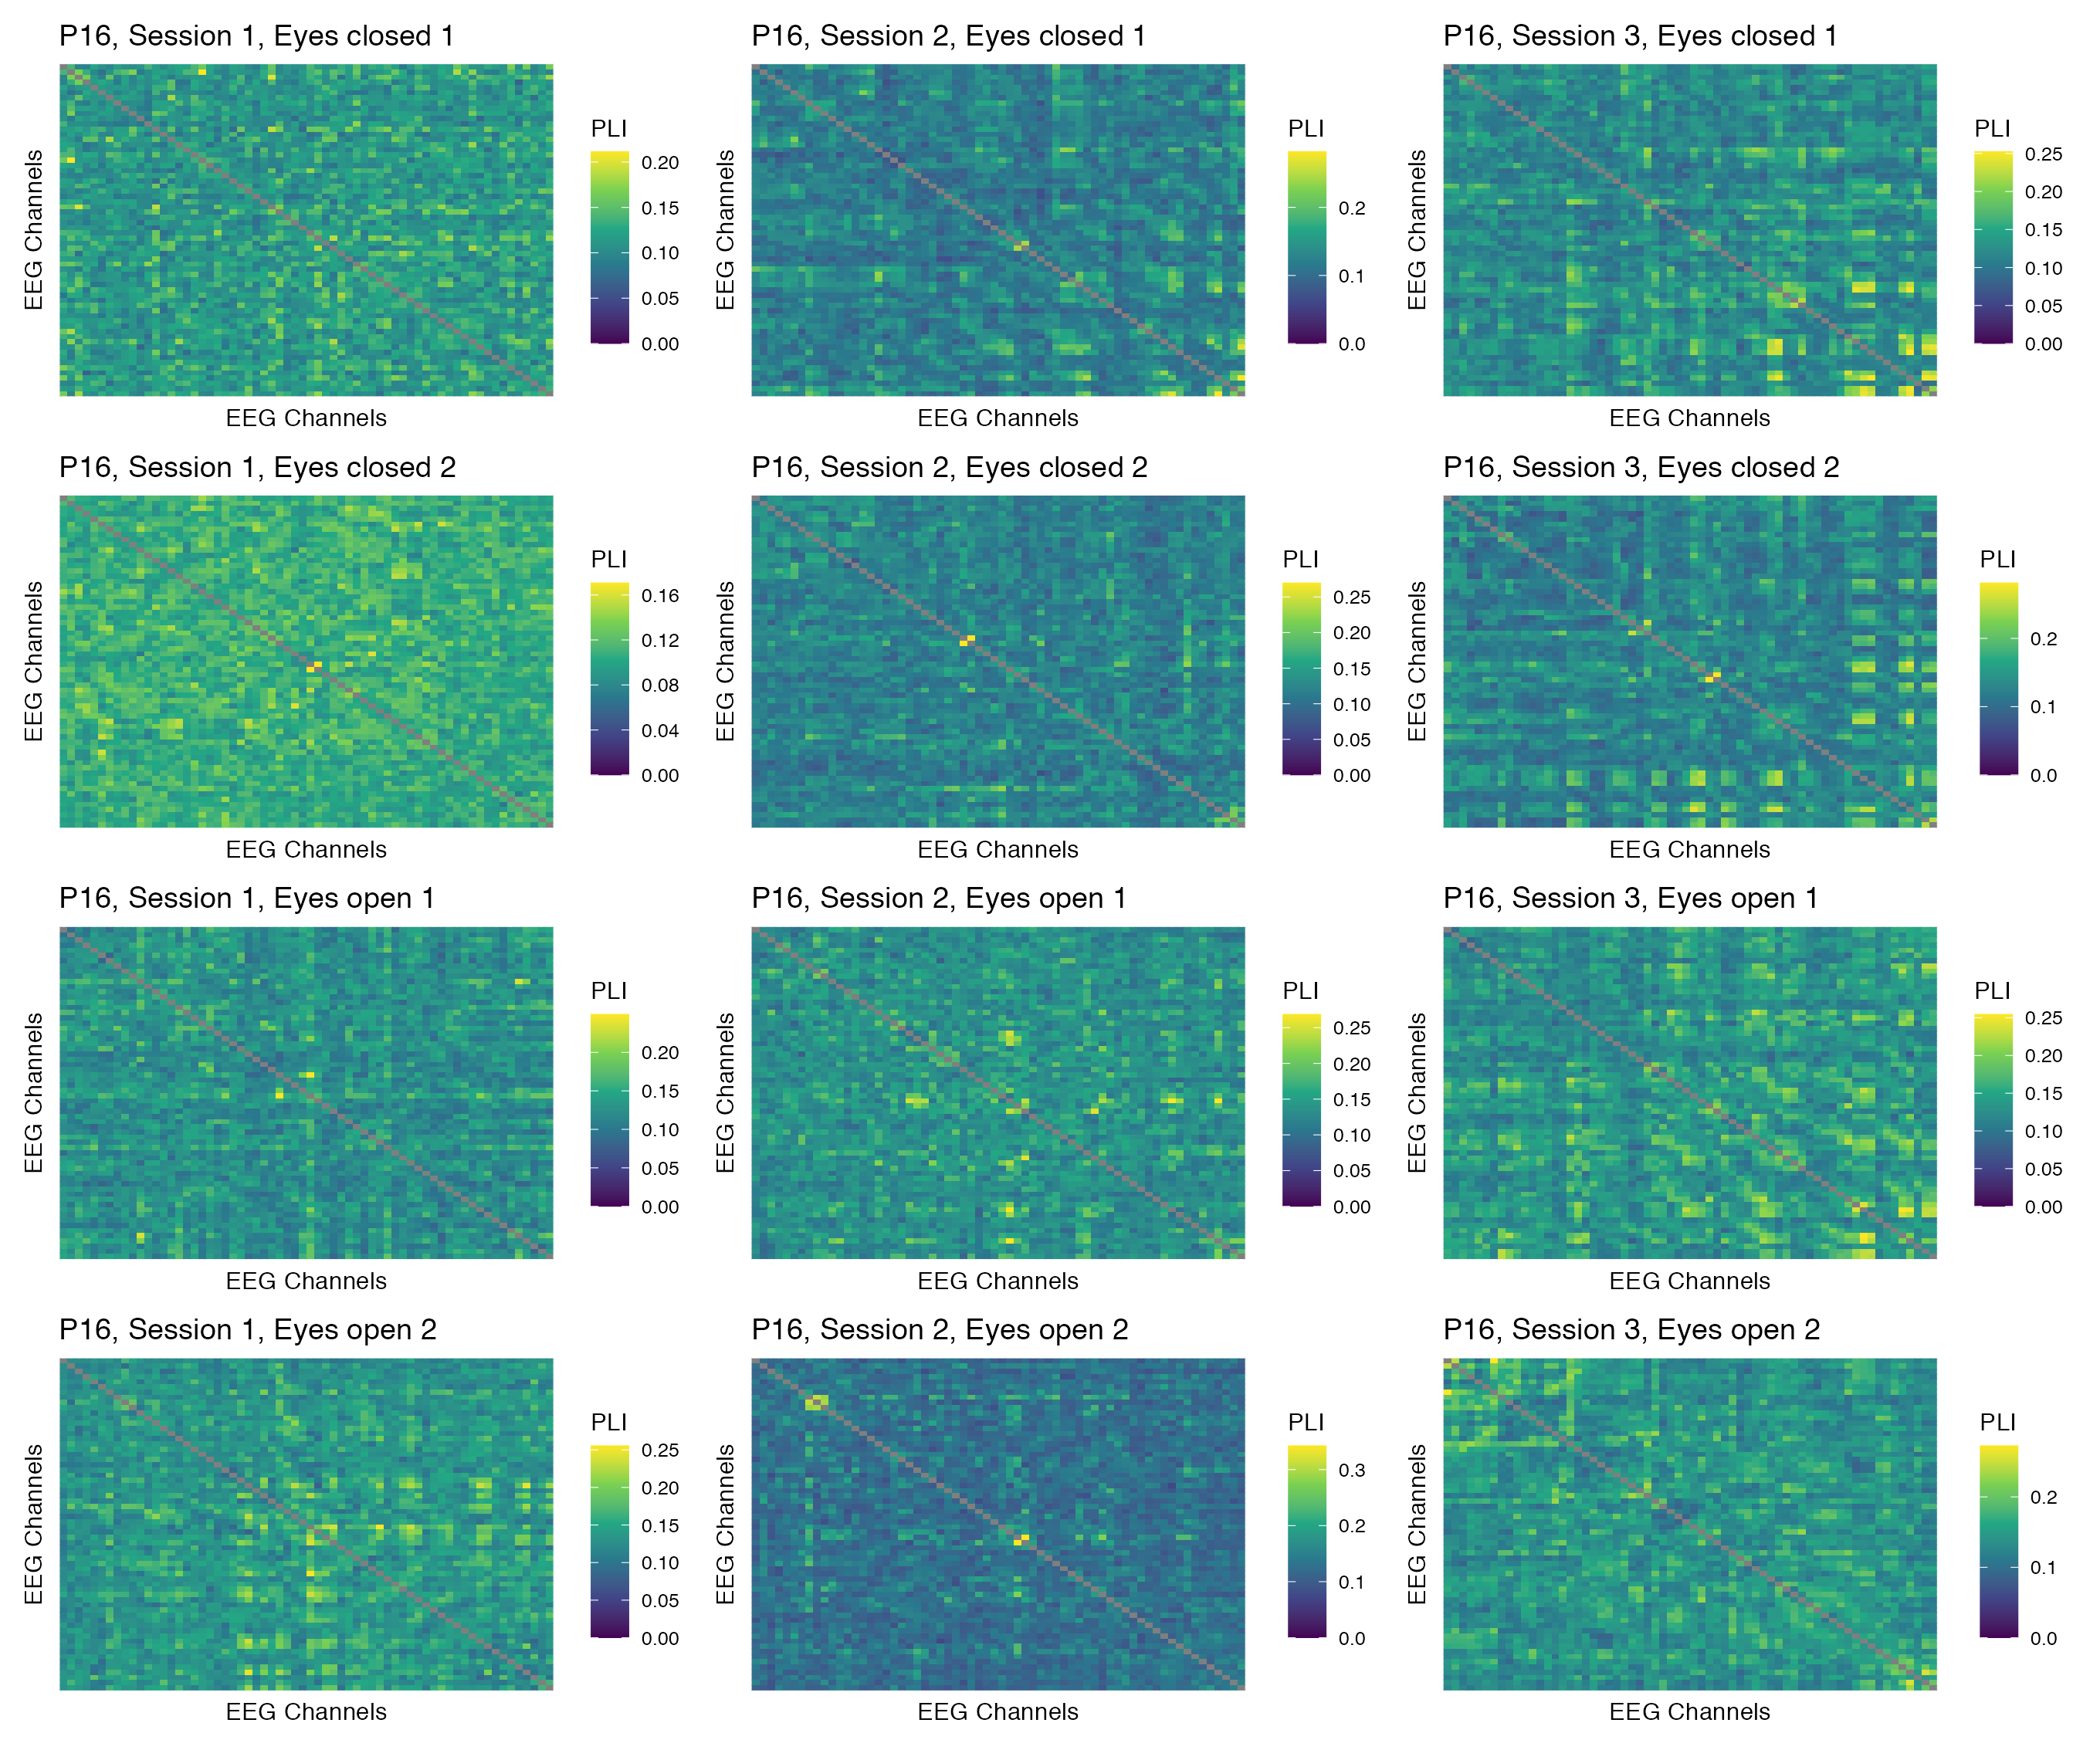 P16, Session 1, Eyes closed 1
EEG Channels
EEG Channels
PLI
0.20
0.15
0.10
0.05
0.00
P16, Session 2, Eyes closed 1
EEG Channels
EEG Channels
PLI
0.2
0.1
0.0
P16, Session 3, Eyes closed 1
EEG Channels
EEG Channels
PLI
0.25
0.20
0.15
0.10
0.05
0.00
P16, Session 1, Eyes closed 2
EEG Channels
EEG Channels
PLI
0.16
0.12
0.08
0.04
0.00
P16, Session 2, Eyes closed 2
EEG Channels
EEG Channels
PLI
0.25
0.20
0.15
0.10
0.05
0.00
P16, Session 3, Eyes closed 2
EEG Channels
EEG Channels
PLI
0.2
0.1
0.0
P16, Session 1, Eyes open 1
EEG Channels
EEG Channels
PLI
0.20
0.15
0.10
0.05
0.00
P16, Session 2, Eyes open 1
EEG Channels
EEG Channels
PLI
0.25
0.20
0.15
0.10
0.05
0.00
P16, Session 3, Eyes open 1
EEG Channels
EEG Channels
PLI
0.25
0.20
0.15
0.10
0.05
0.00
P16, Session 1, Eyes open 2
EEG Channels
EEG Channels
PLI
0.25
0.20
0.15
0.10
0.05
0.00
P16, Session 2, Eyes open 2
EEG Channels
EEG Channels
PLI
0.3
0.2
0.1
0.0
P16, Session 3, Eyes open 2
EEG Channels
EEG Channels
PLI
0.2
0.1
0.0